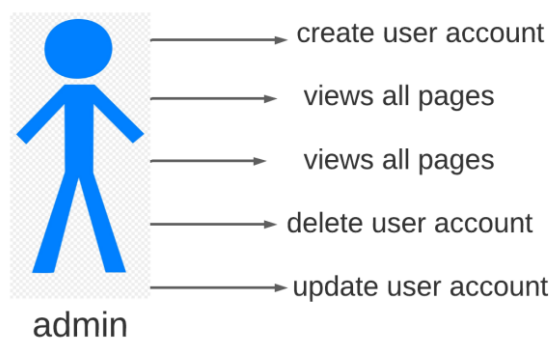 create user account
views all pages
views all pages
delete user account
update user account
admin